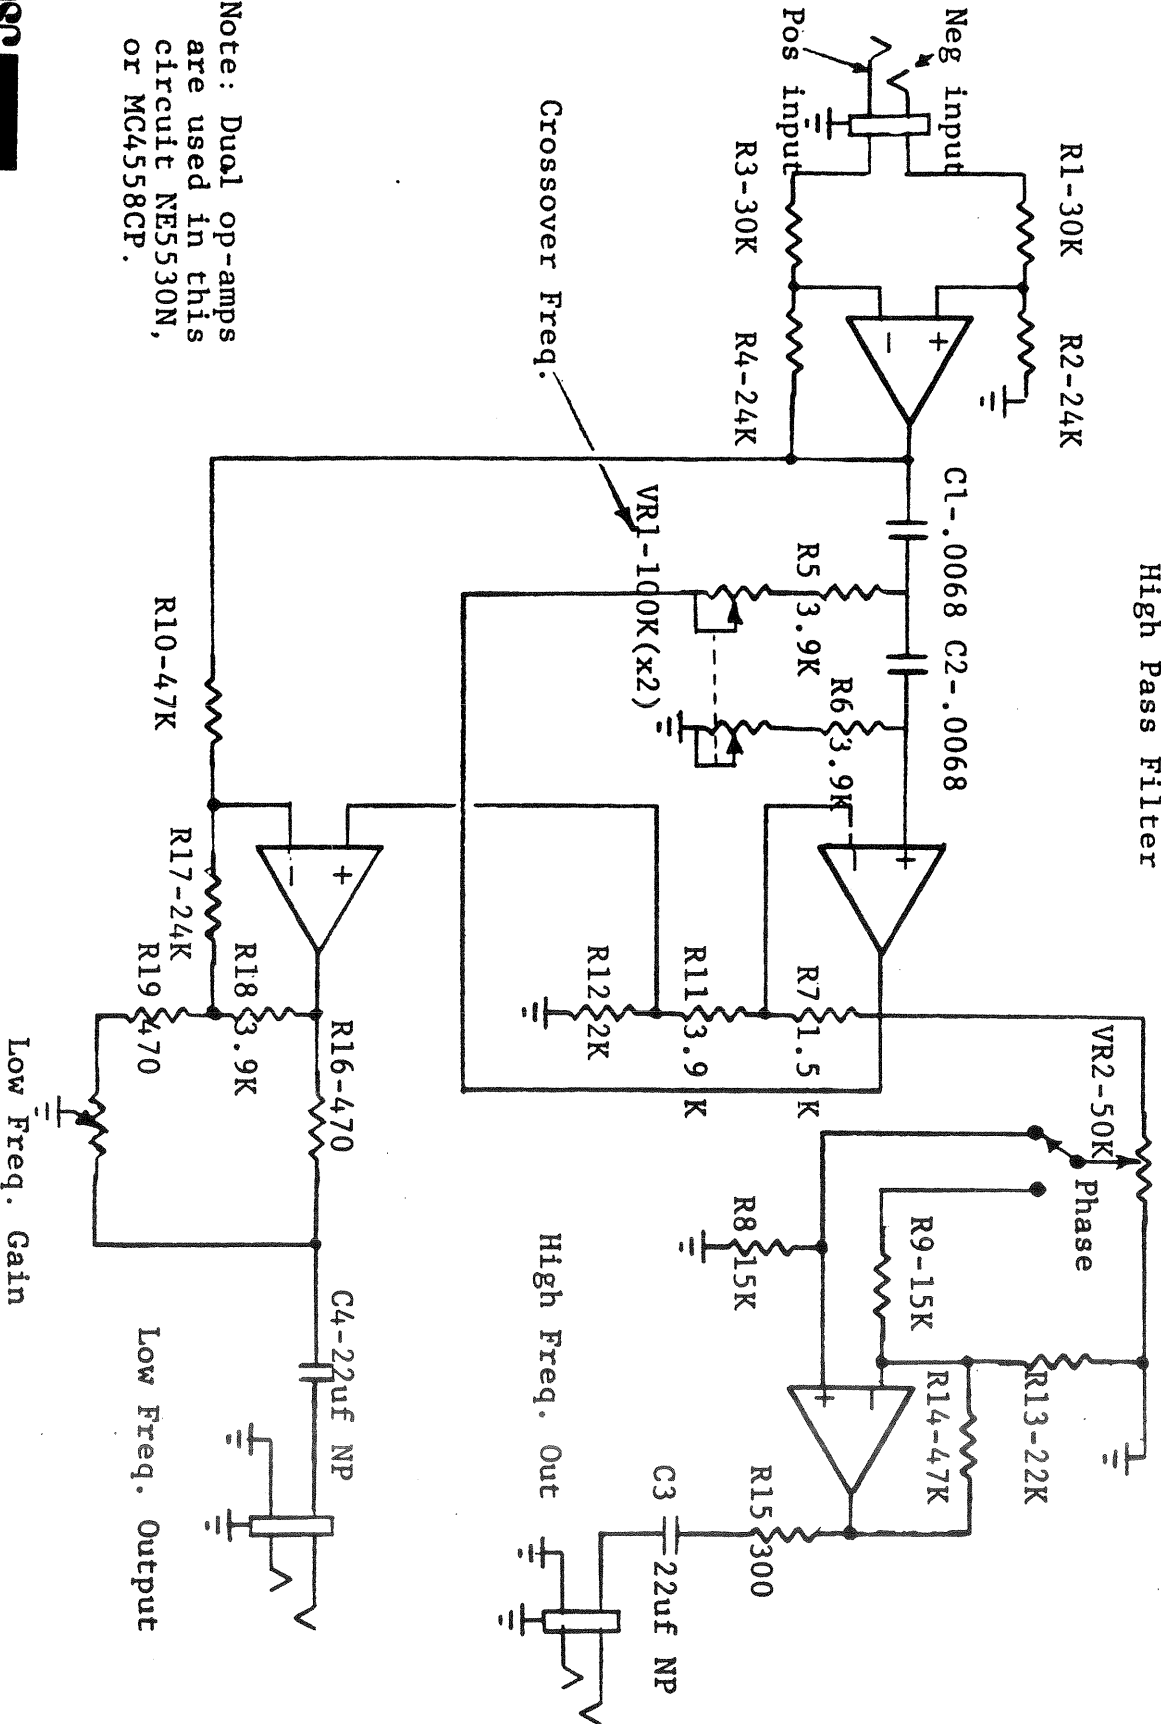 High Pass Filter
R1-30K
R2-24K
Neg input
Pos input
R3-30K
R4-24K
C1-.0068 C2-.0068
R5 3.9K
R6 3.9K
VR1-100K(x2)
Crossover Freq.
VR2-50K
Phase
R7 1.5 K
R11 3.9 K
R12 2K
R8 15K
R9-15K
R13-22K
R14-47K
R15 300
C3 22uf NP
High Freq. Out
R10-47K
R17-24K
R18 3.9K
R19 470
R16-470
C4-22uf NP
Low Freq. Output
Low Freq. Gain
Note: Dual op-amps
are used in this
circuit NE5530N,
or MC4558CP.
+
−
+
−
+
−
+
−